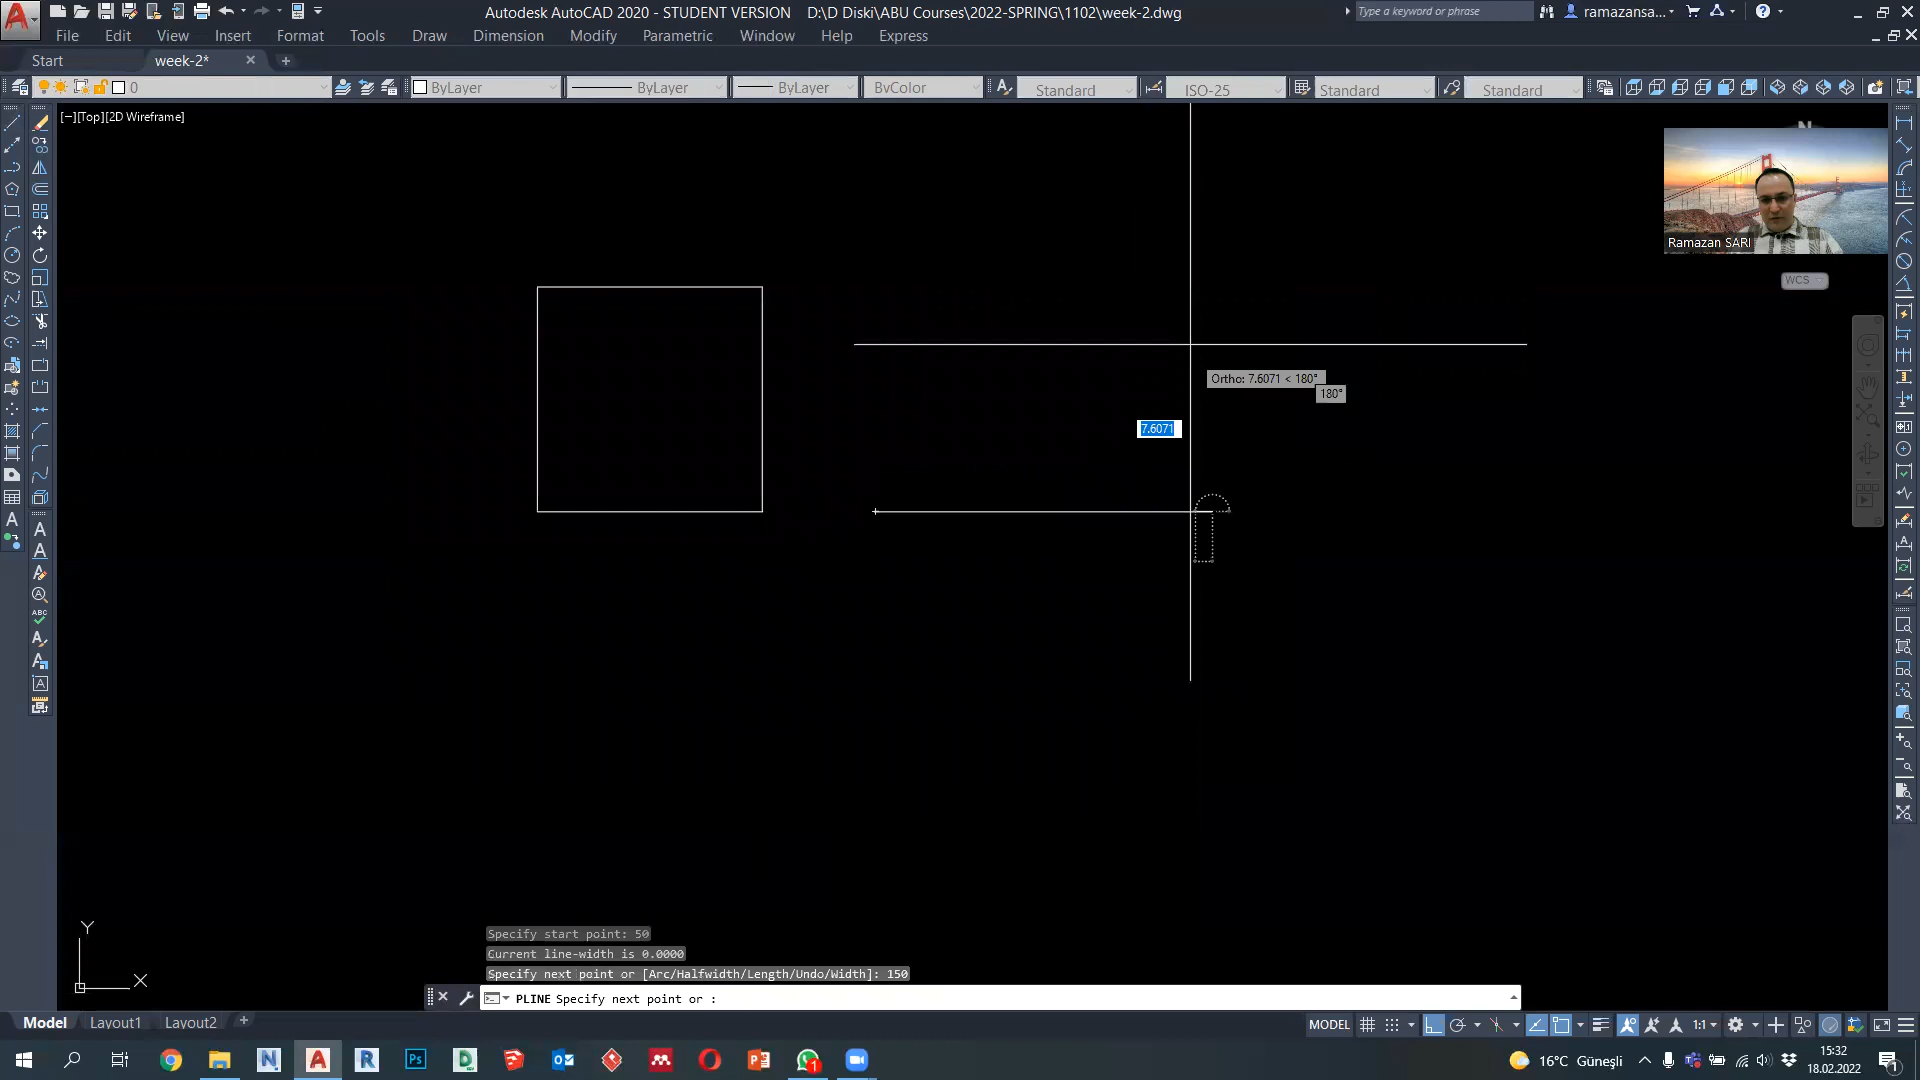 Autodesk AutoCAD 2020 - STUDENT VERSION D:\D Diski\ABU Courses\2022-SPRING\1102\week-2.dwg
Type a keyword or phrase
ramazansa...
File Edit View Insert Format Tools Draw Dimension Modify Parametric Window Help Express
Start
week-2*
0
ByLayer
ByLayer
ByLayer
ByColor
Standard
ISO-25
Standard
Standard
[−][Top][2D Wireframe]
N
Ramazan SARI
WCS
Ortho: 7.6071 < 180°
180°
7.6071
ABC
Y
X
Specify start point: 50
Current line-width is 0.0000
Specify next point or [Arc/Halfwidth/Length/Undo/Width]: 150
PLINE Specify next point or :
Model Layout1 Layout2
MODEL
1:1
16°C Güneşli
15:32
18.02.2022